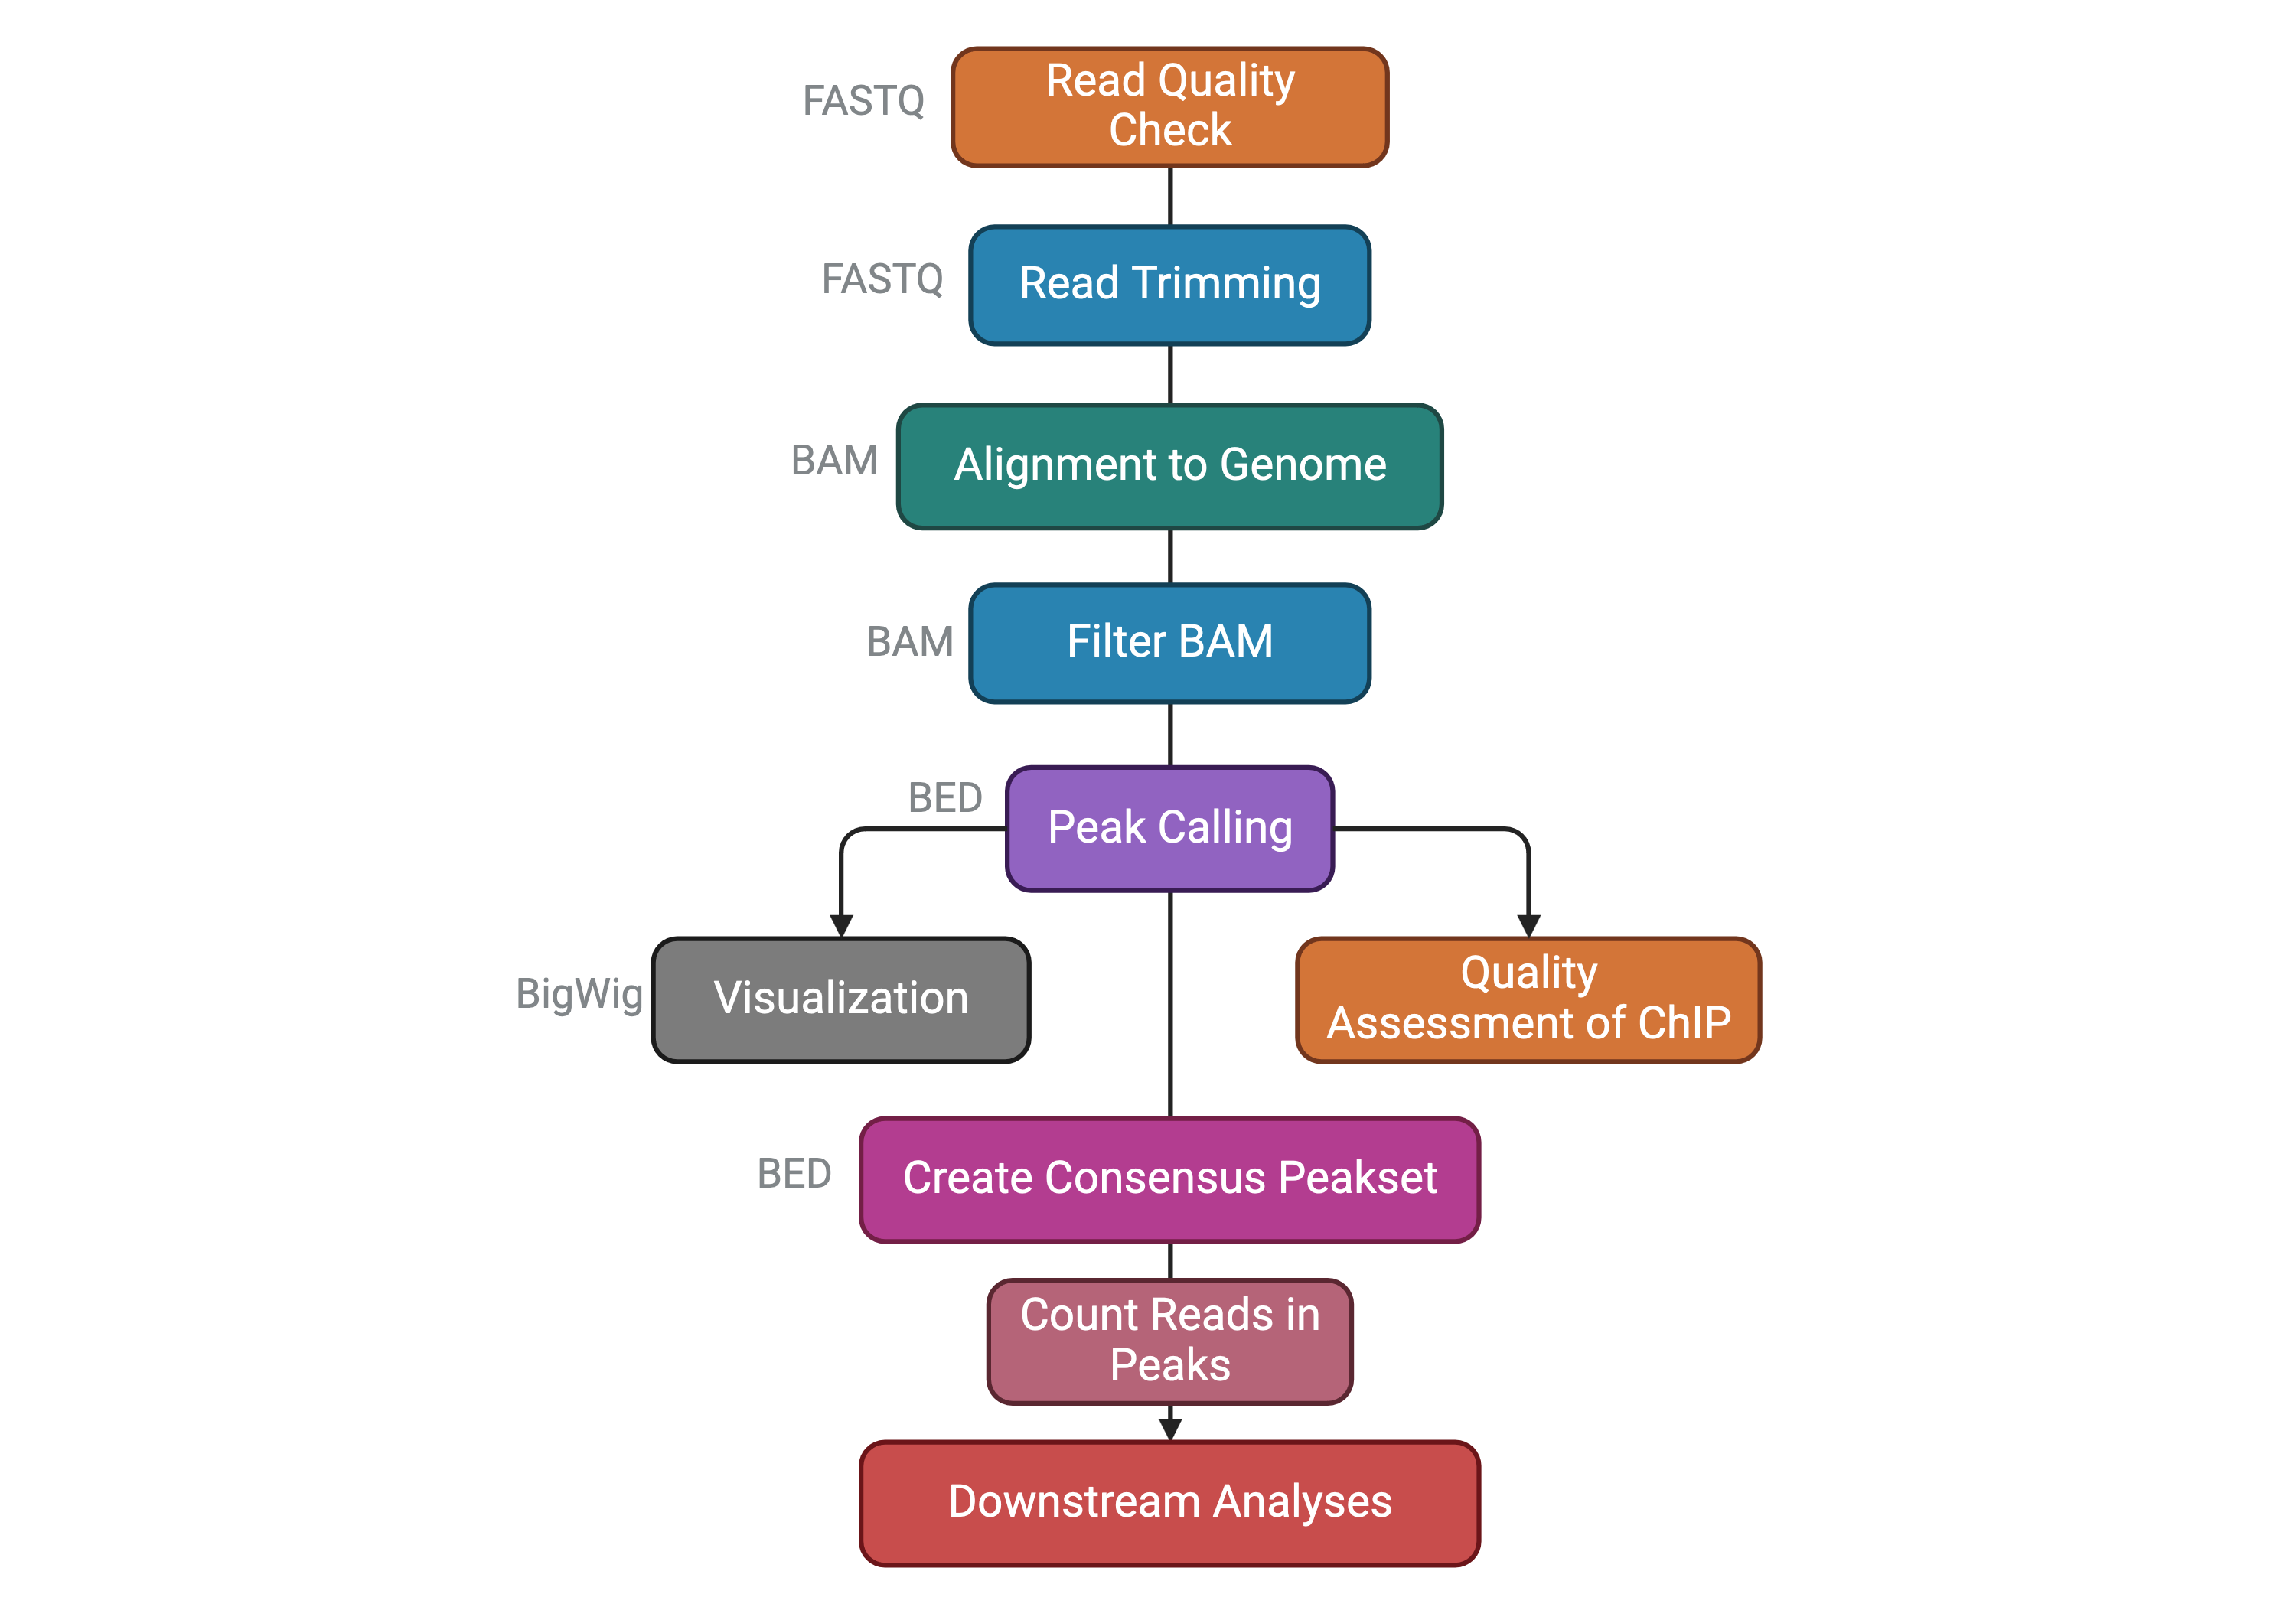 FASTQ
Read Quality
Check
FASTQ
Read Trimming
BAM
Alignment to Genome
BAM
Filter BAM
BED
Peak Calling
BigWig
Visualization
Quality
Assessment of ChIP
BED
Create Consensus Peakset
Count Reads in
Peaks
Downstream Analyses